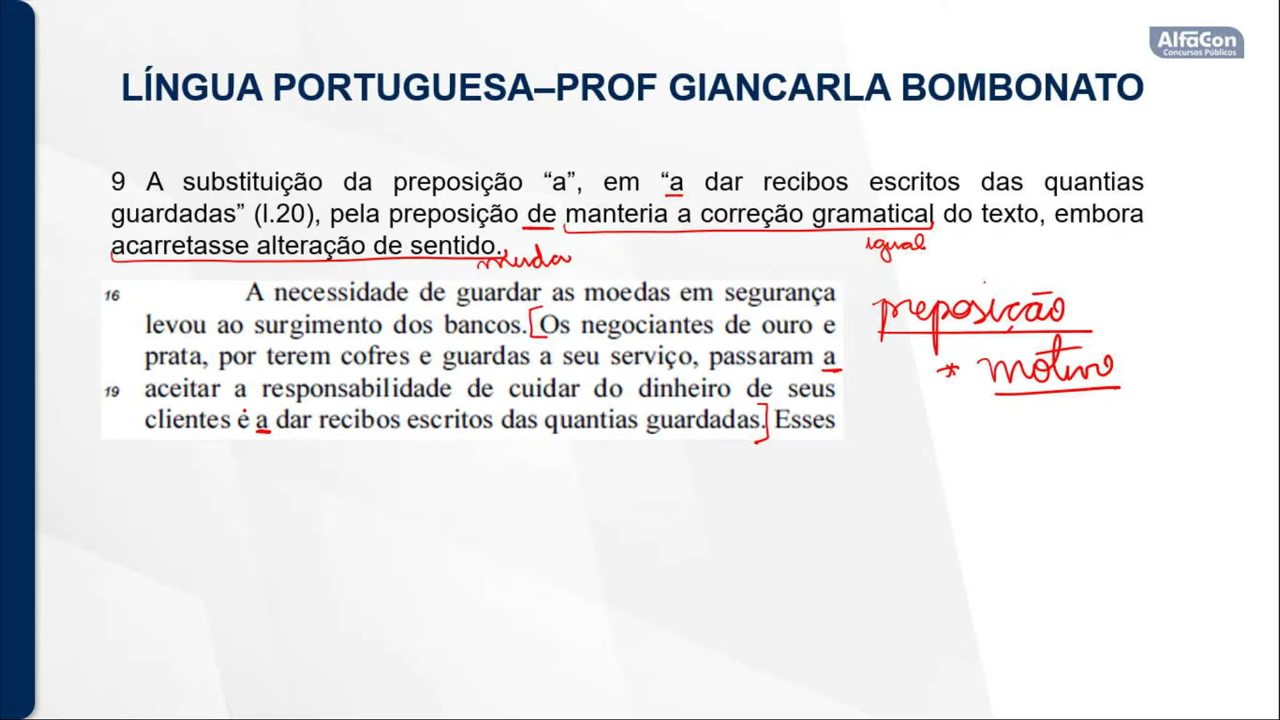 AlfaCon
Concursos Públicos
LÍNGUA PORTUGUESA–PROF GIANCARLA BOMBONATO
9 A substituição da preposição “a”, em “a dar recibos escritos das quantias
guardadas” (l.20), pela preposição de manteria a correção gramatical do texto, embora
acarretasse alteração de sentido.
igual
muda
16 A necessidade de guardar as moedas em segurança
levou ao surgimento dos bancos. [Os negociantes de ouro e
prata, por terem cofres e guardas a seu serviço, passaram a
19 aceitar a responsabilidade de cuidar do dinheiro de seus
clientes e a dar recibos escritos das quantias guardadas.] Esses
preposição
* motivo